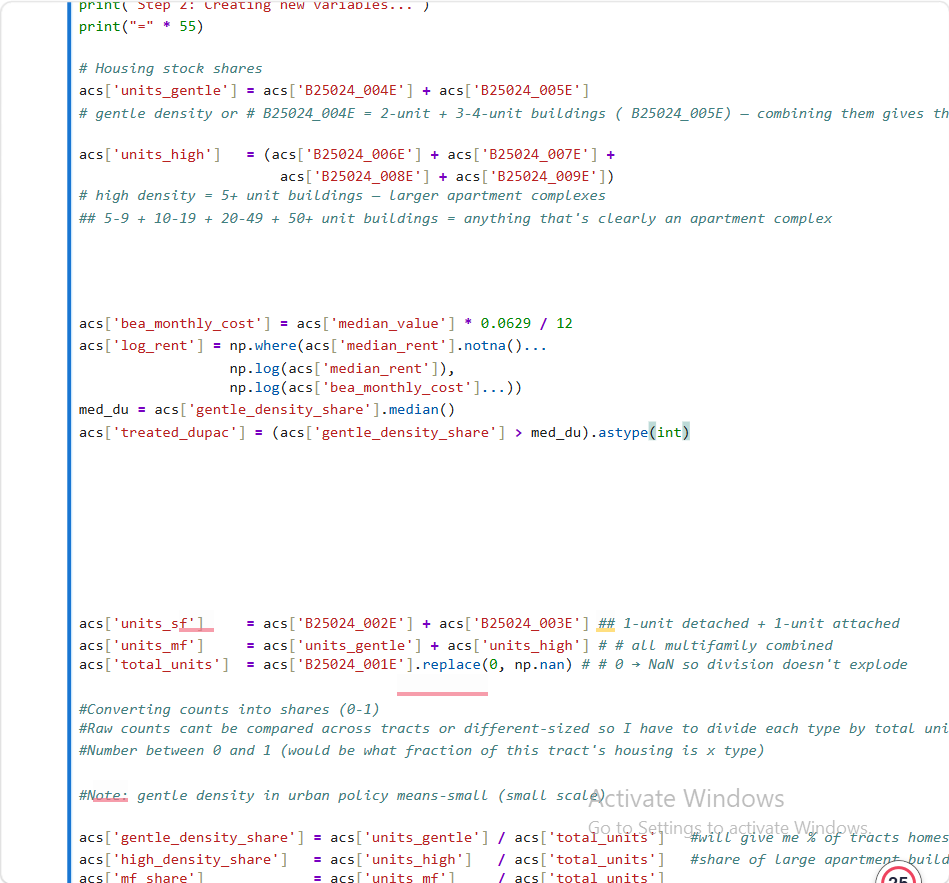 print("Step 2: Creating new variables...")
print("=" * 55)
# Housing stock shares
acs['units_gentle'] = acs['B25024_004E'] + acs['B25024_005E']
# gentle density or # B25024_004E = 2-unit + 3-4-unit buildings ( B25024_005E) — combining them gives th
acs['units_high']   = (acs['B25024_006E'] + acs['B25024_007E'] +
acs['B25024_008E'] + acs['B25024_009E'])
# high density = 5+ unit buildings — larger apartment complexes
## 5-9 + 10-19 + 20-49 + 50+ unit buildings = anything that's clearly an apartment complex
acs['bea_monthly_cost'] = acs['median_value'] * 0.0629 / 12
acs['log_rent'] = np.where(acs['median_rent'].notna()...
np.log(acs['median_rent']),
np.log(acs['bea_monthly_cost']...))
med_du = acs['gentle_density_share'].median()
acs['treated_dupac'] = (acs['gentle_density_share'] > med_du).astype(int)
acs['units_sf']     = acs['B25024_002E'] + acs['B25024_003E'] ## 1-unit detached + 1-unit attached
acs['units_mf']     = acs['units_gentle'] + acs['units_high'] # # all multifamily combined
acs['total_units']  = acs['B25024_001E'].replace(0, np.nan) # # 0 → NaN so division doesn't explode
#Converting counts into shares (0-1)
#Raw counts cant be compared across tracts or different-sized so I have to divide each type by total uni
#Number between 0 and 1 (would be what fraction of this tract's housing is x type)
#Note: gentle density in urban policy means-small (small scale)
Activate Windows
Go to Settings to activate Windows.
acs['gentle_density_share'] = acs['units_gentle'] / acs['total_units']   #will give me % of tracts homes
acs['high_density_share']   = acs['units_high']   / acs['total_units']   #share of large apartment build
acs['mf_share']             = acs['units_mf']     / acs['total_units']
25